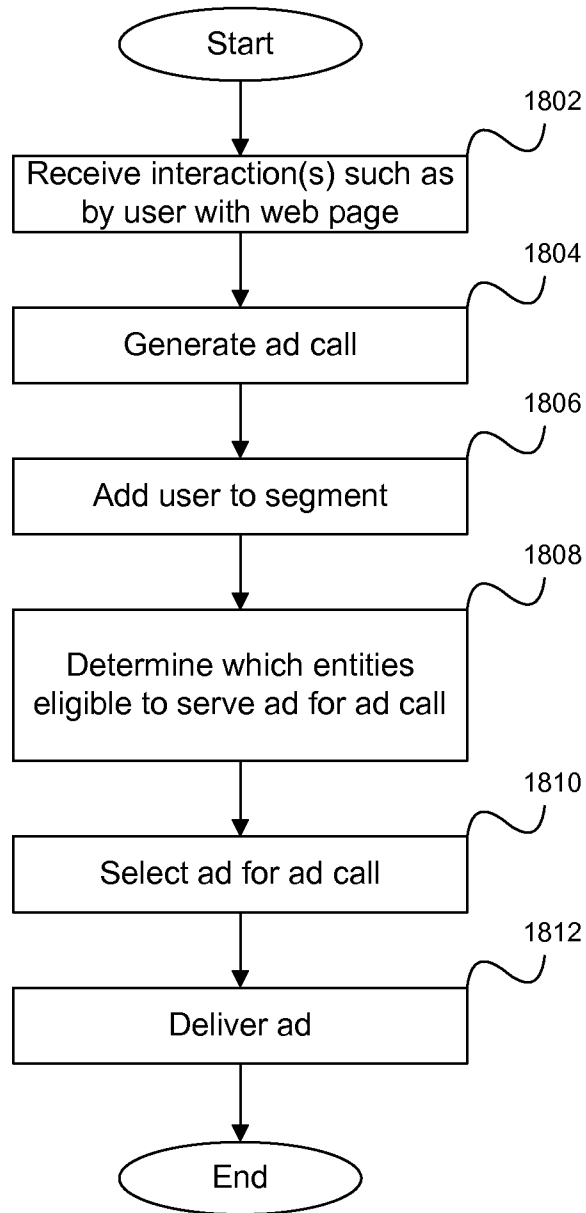 Start
1802
Receive interaction(s) such as
by user with web page
1804
Generate ad call
1806
Add user to segment
1808
Determine which entities
eligible to serve ad for ad call
1810
Select ad for ad call
1812
Deliver ad
End